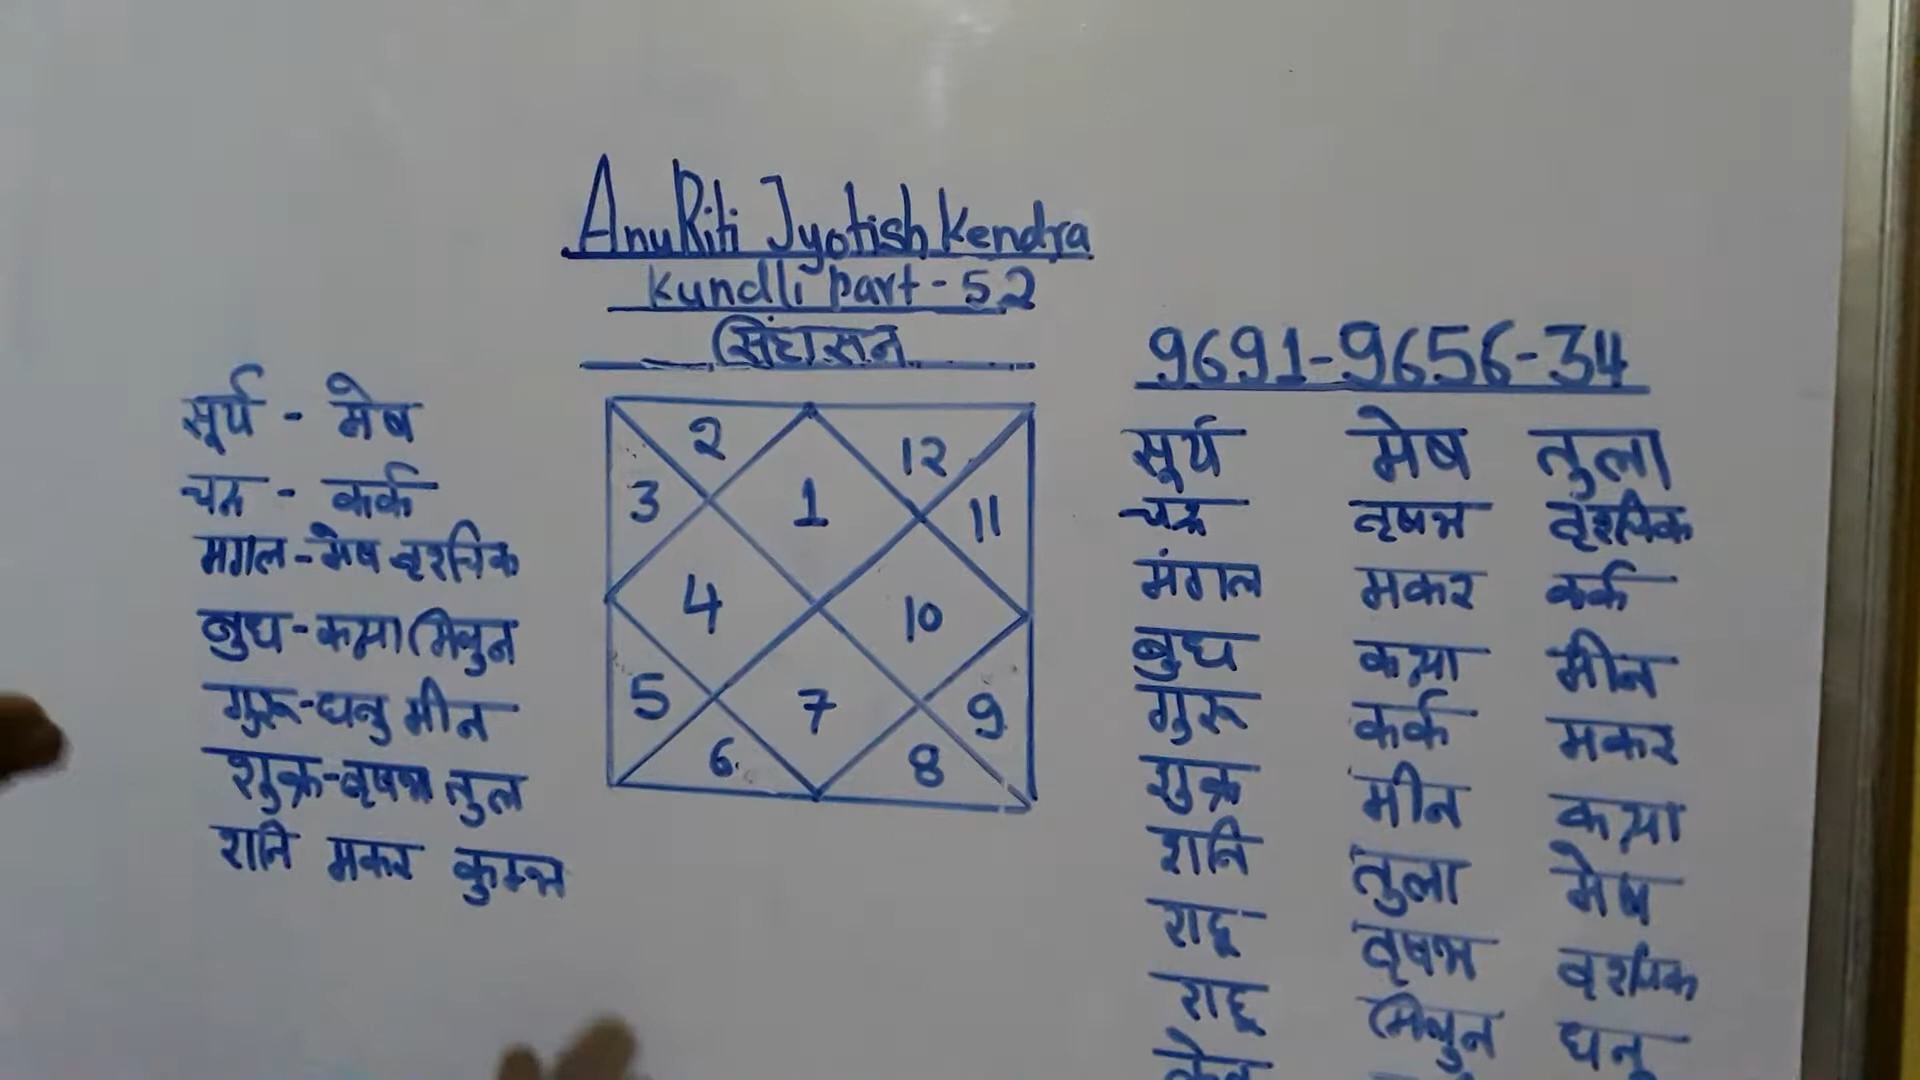 AnuRiti Jyotish Kendra
Kundli part-52
सिंघासन
9691-9656-34
सूर्य - मेष
चन्द्र - कर्क
मगल-मेष वृश्चिक
बुध-कन्या मिथुन
गुरू-धनु मीन
शुक्र-वृषभ तुल
शनि मकर कुम्भ
2
12
3
1
11
4
10
5
7
9
6
8
सूर्य मेष तुला
चन्द्र वृषभ वृश्चिक
मंगल मकर कर्क
बुध कन्या मीन
गुरू कर्क मकर
शुक्र मीन कन्या
शनि तुला मेष
राहू वृषभ वृश्चिक
राहू मिथुन धनु